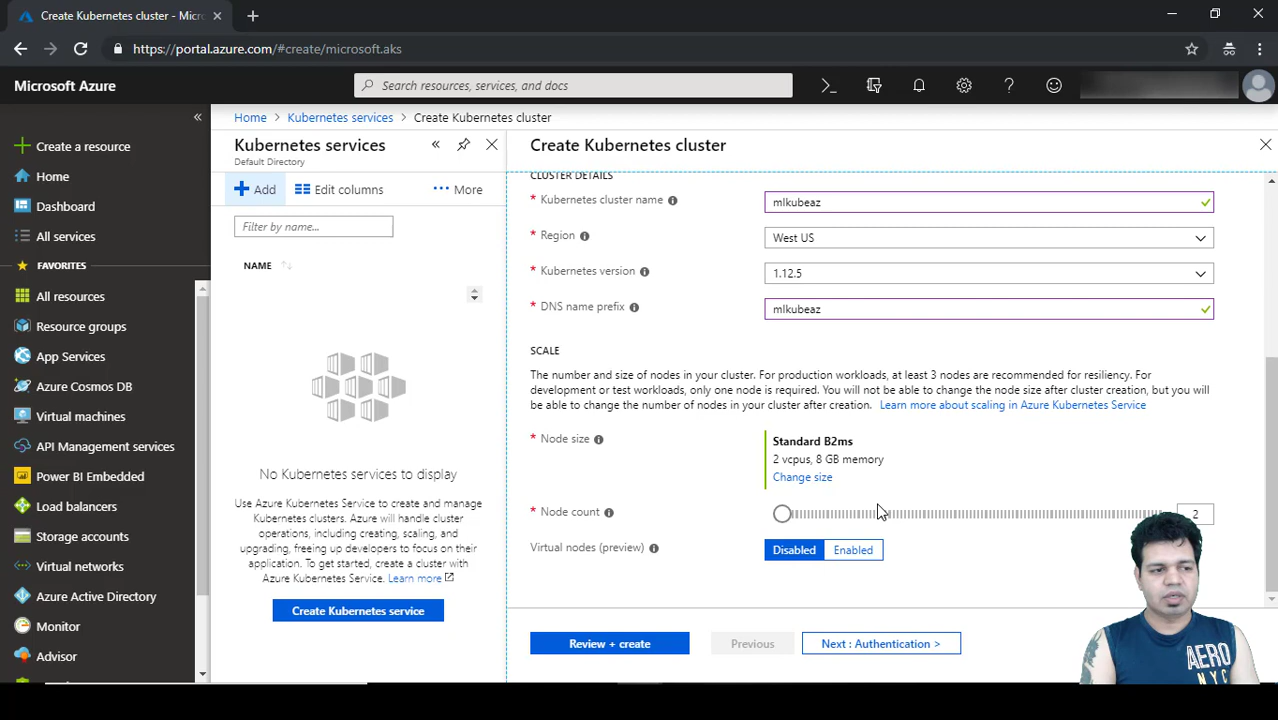 Create Kubernetes cluster - Micro
https://portal.azure.com/#create/microsoft.aks
Microsoft Azure
Search resources, services, and docs
Create a resource
Home
Dashboard
All services
FAVORITES
All resources
Resource groups
App Services
Azure Cosmos DB
Virtual machines
API Management services
Power BI Embedded
Load balancers
Storage accounts
Virtual networks
Azure Active Directory
Monitor
Advisor
Home > Kubernetes services > Create Kubernetes cluster
Kubernetes services
Default Directory
Add
Edit columns
More
Filter by name...
NAME
No Kubernetes services to display
Use Azure Kubernetes Service to create and manage
Kubernetes clusters. Azure will handle cluster
operations, including creating, scaling, and
upgrading, freeing up developers to focus on their
application. To get started, create a cluster with
Azure Kubernetes Service. Learn more
Create Kubernetes service
Create Kubernetes cluster
CLUSTER DETAILS
* Kubernetes cluster name
mlkubeaz
* Region
West US
* Kubernetes version
1.12.5
* DNS name prefix
mlkubeaz
SCALE
The number and size of nodes in your cluster. For production workloads, at least 3 nodes are recommended for resiliency. For
development or test workloads, only one node is required. You will not be able to change the node size after cluster creation, but you will
be able to change the number of nodes in your cluster after creation. Learn more about scaling in Azure Kubernetes Service
* Node size
Standard B2ms
2 vcpus, 8 GB memory
Change size
* Node count
2
Virtual nodes (preview)
Disabled
Enabled
Review + create
Previous
Next : Authentication >
AERO
NYC